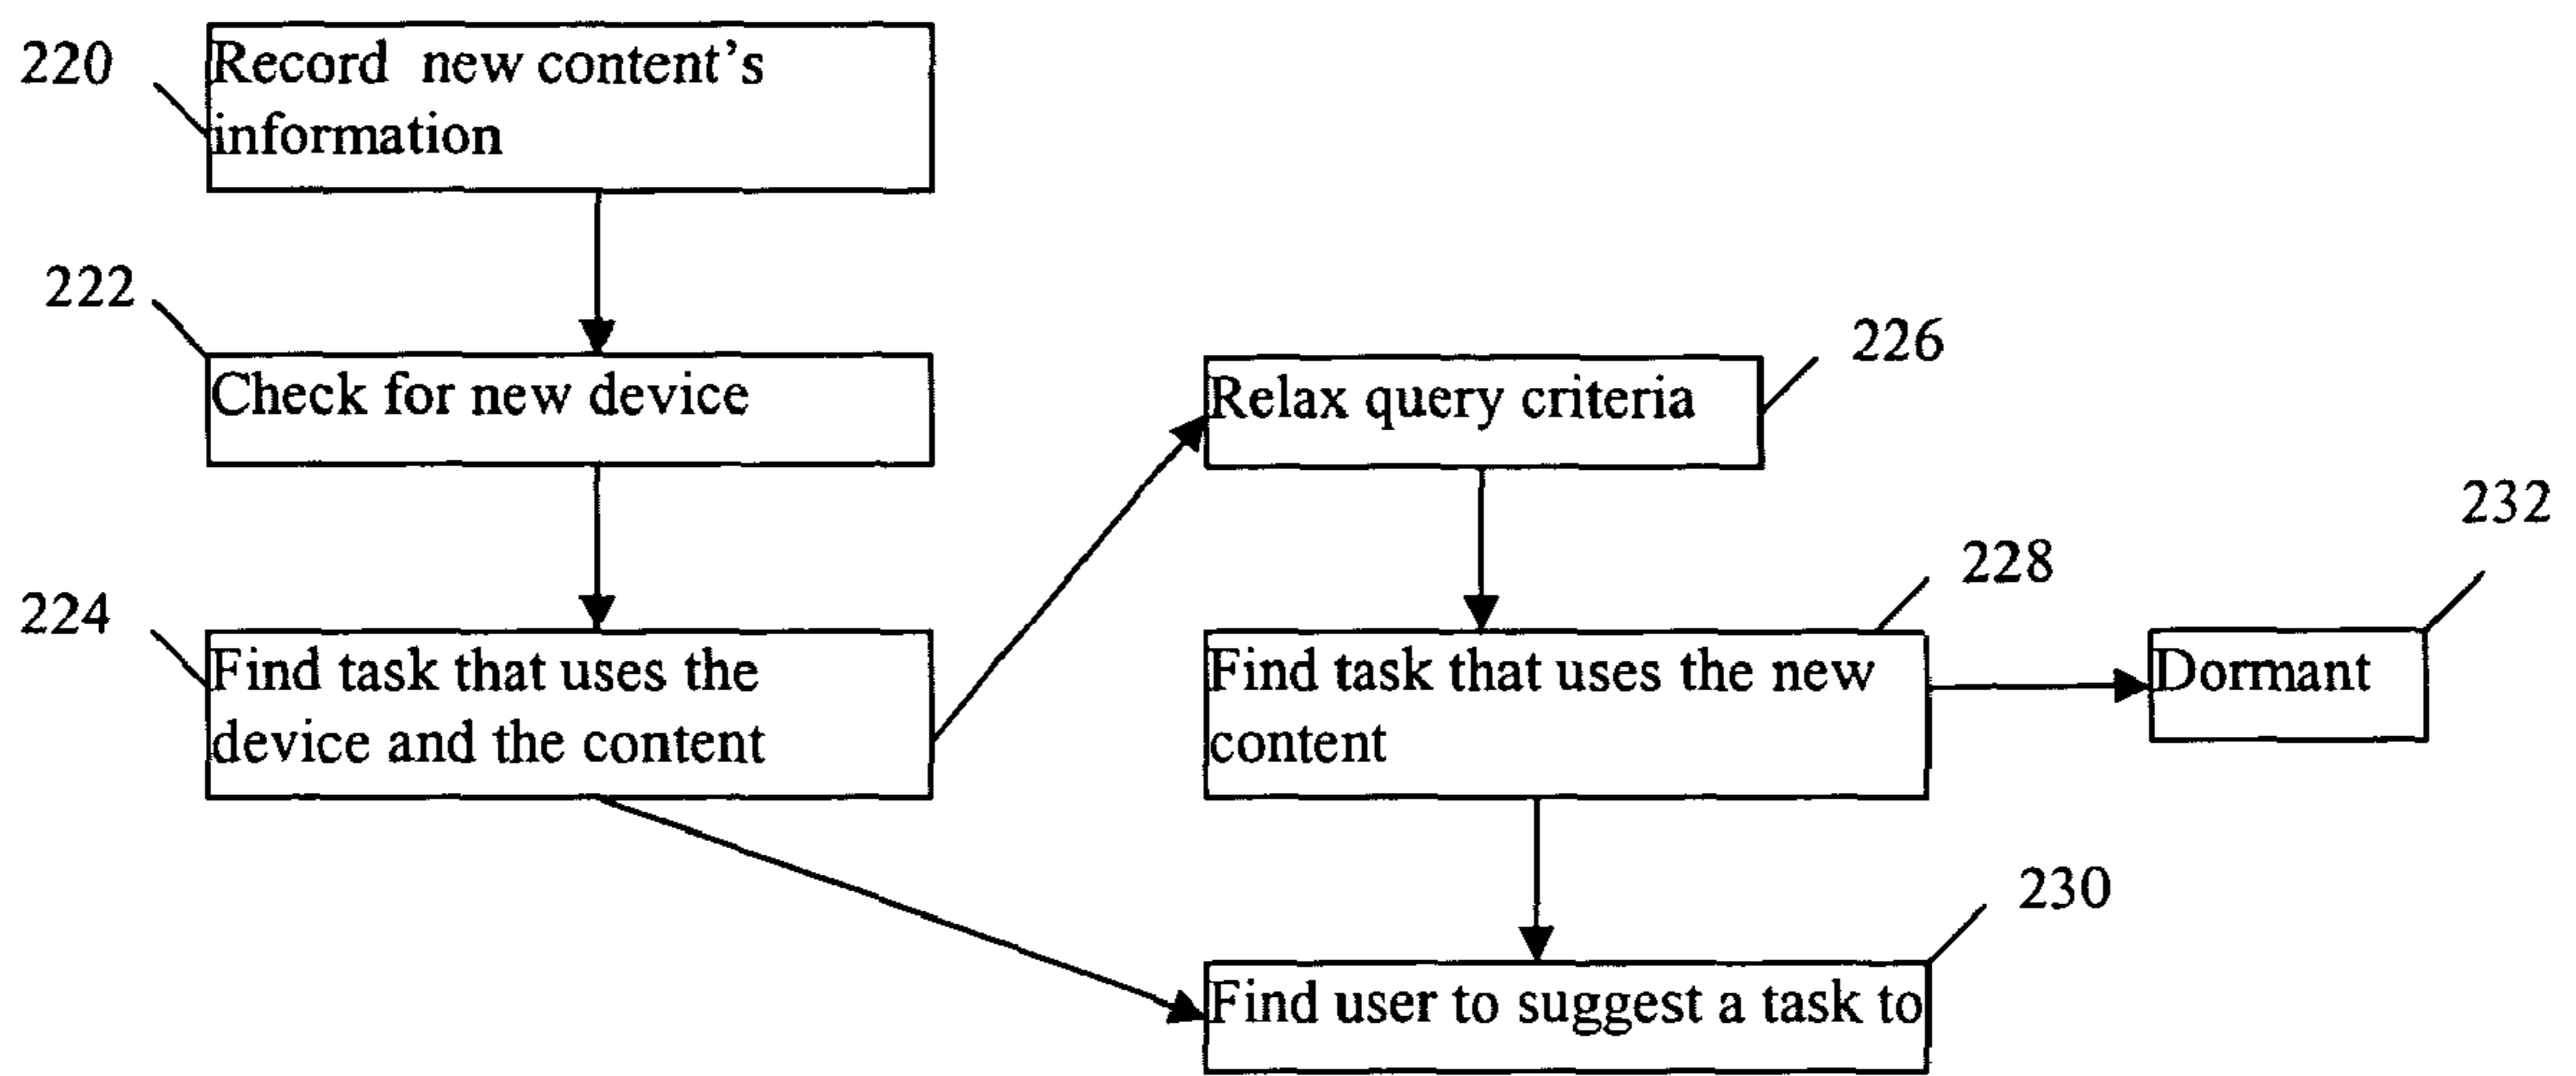 220
Record new content's
information
222
Check for new device
224
Find task that uses the
device and the content
226
Relax query criteria
228
Find task that uses the new
content
232
Dormant
230
Find user to suggest a task to